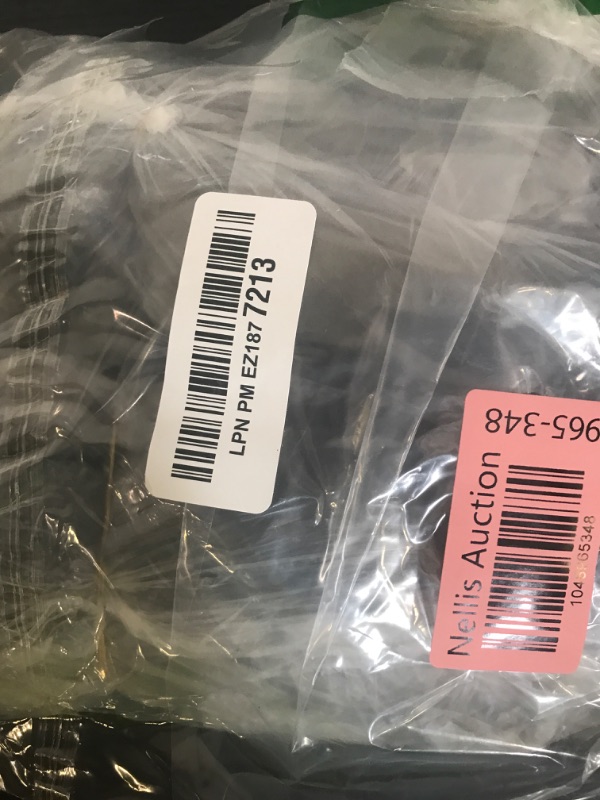 LPN PM EZ187 7213
965-348
Nellis Auction